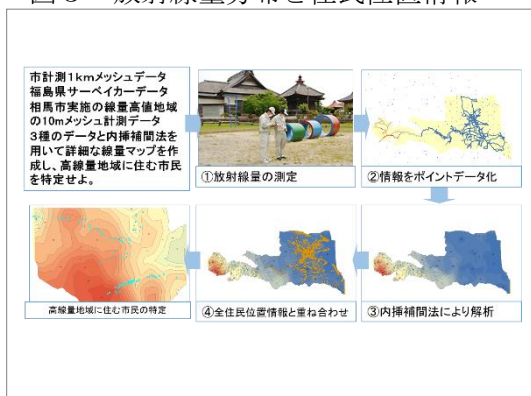 図8 放射線量分布と住民位置情報
市計測1kmメッシュデータ
福島県サーベイカーデータ
相馬市実施の線量高値地域
の10mメッシュ計測データ
3種のデータと内挿補間法を
用いて詳細な線量マップを作
成し、高線量地域に住む市民
を特定せよ。
①放射線量の測定
②情報をポイントデータ化
高線量地域に住む市民の特定
④全住民位置情報と重ね合わせ
③内挿補間法により解析